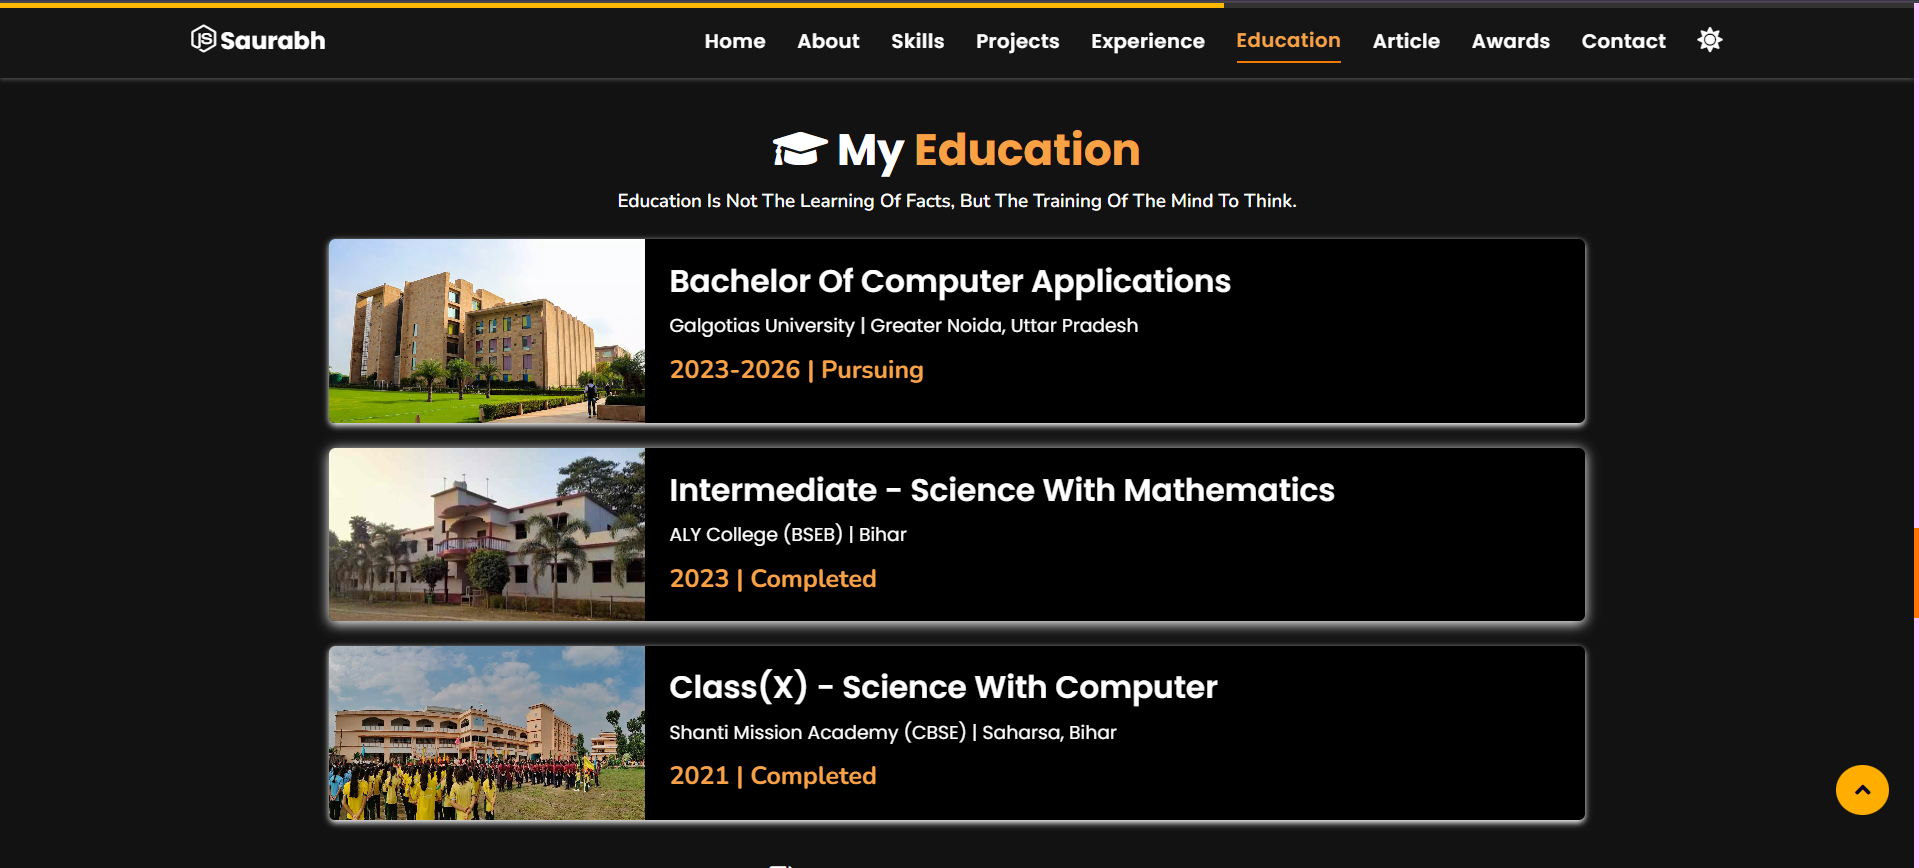 Saurabh
Home About Skills Projects Experience Education Article Awards Contact
My Education
Education Is Not The Learning Of Facts, But The Training Of The Mind To Think.
Bachelor Of Computer Applications
Galgotias University | Greater Noida, Uttar Pradesh
2023-2026 | Pursuing
Intermediate - Science With Mathematics
ALY College (BSEB) | Bihar
2023 | Completed
Class(X) - Science With Computer
Shanti Mission Academy (CBSE) | Saharsa, Bihar
2021 | Completed